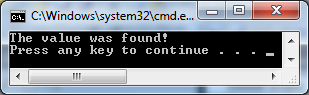 C:\Windows\system32\cmd.e...
The value was found!
Press any key to continue . . . _